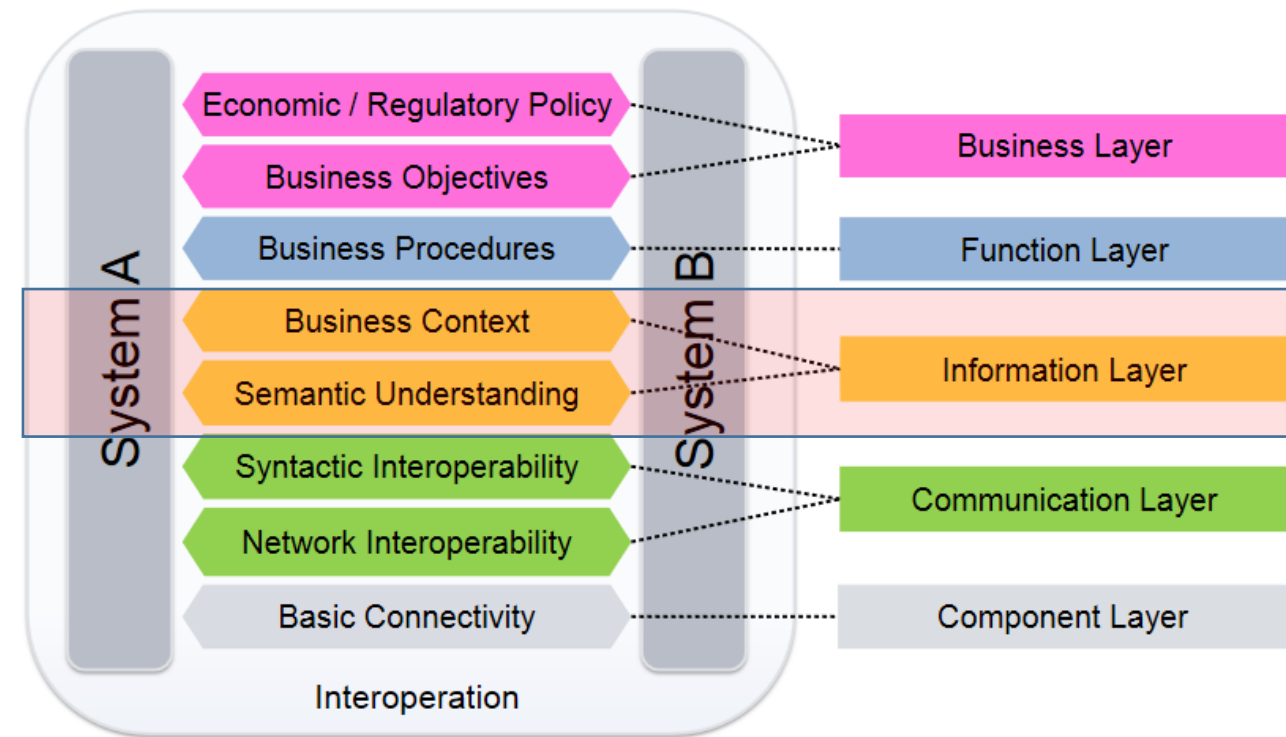 System A
System B
Economic / Regulatory Policy
Business Objectives
Business Procedures
Business Context
Semantic Understanding
Syntactic Interoperability
Network Interoperability
Basic Connectivity
Interoperation
Business Layer
Function Layer
Information Layer
Communication Layer
Component Layer